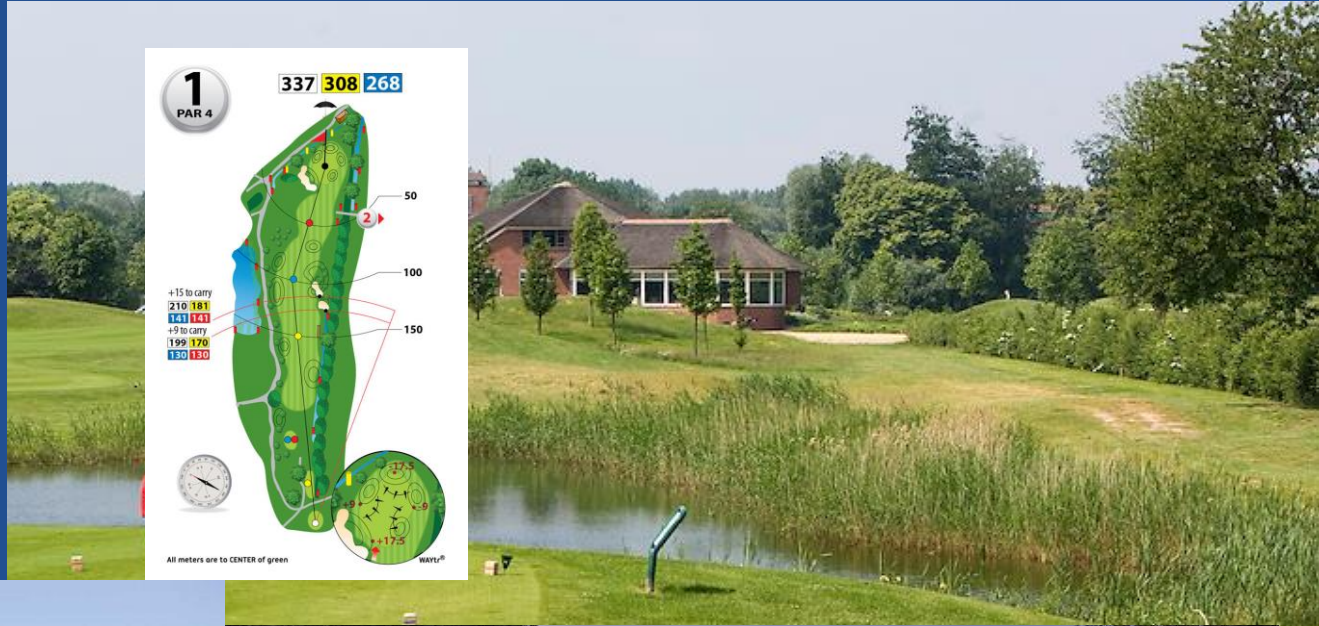 1
PAR 4
337 308 268
50
2
100
+15 to carry
210 181
141 141
+9 to carry
199 170
130 130
150
-17.5
-9 -9
+17.5
All meters are to CENTER of green
WAYtr®